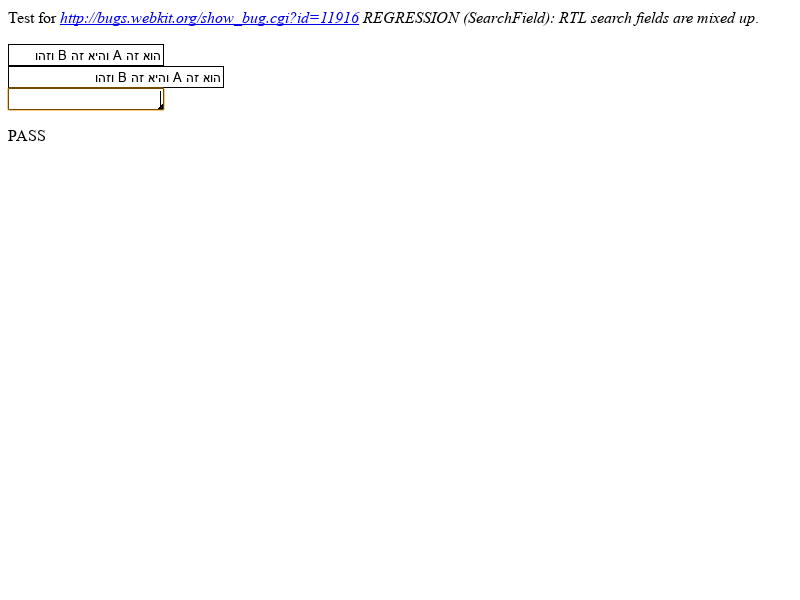 Test for http://bugs.webkit.org/show_bug.cgi?id=11916 REGRESSION (SearchField): RTL search fields are mixed up.
הוא זה A והיא זה B וזהו
הוא זה A והיא זה B וזהו
PASS